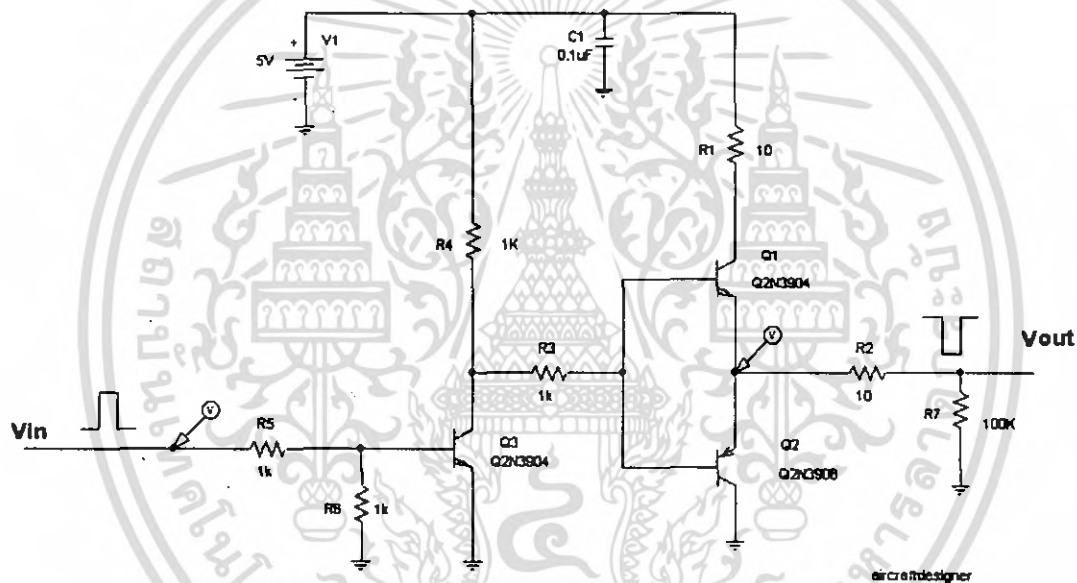 V1
5V
C1
0.1uF
R1 10
R4 1K
Q1
Q2N3904
R3
1k
R2
10
Vout
R7 100K
Vin
R5
1k
Q3
Q2N3904
R6 1k
Q2
Q2N3906
aircraftdesigner